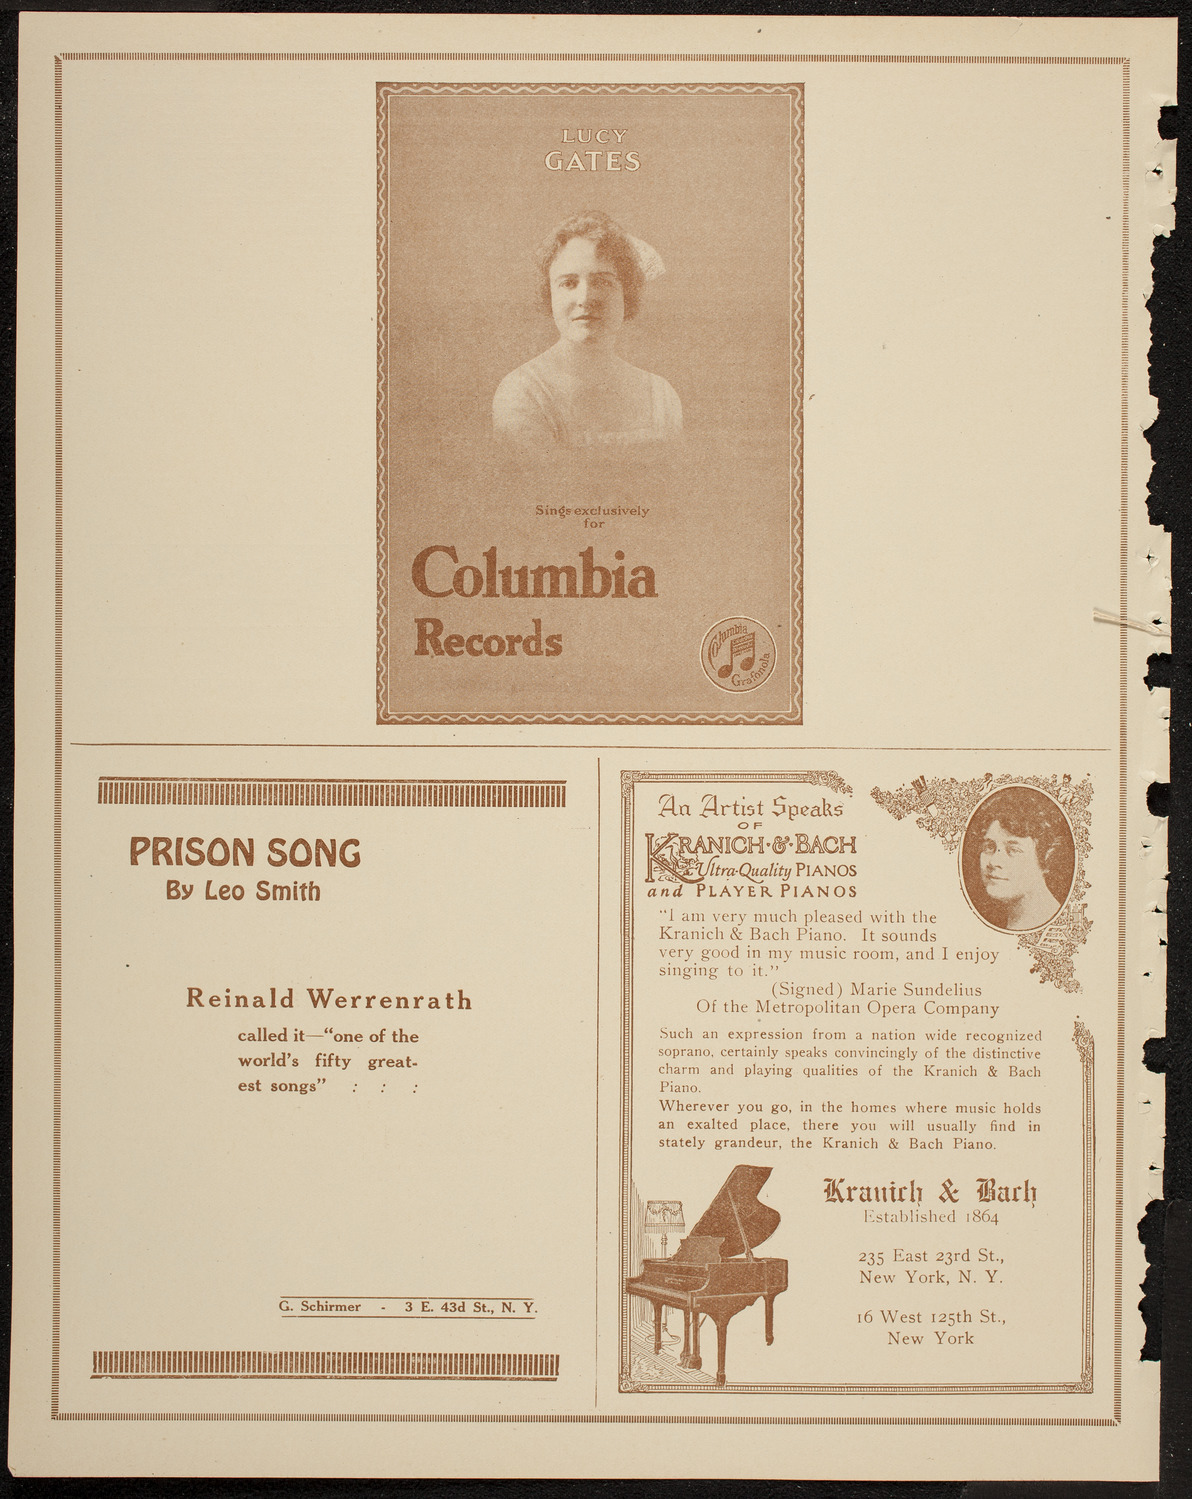 LUCY
GATES
Sings exclusively
for
Columbia
Records
Columbia
Grafonola
PRISON SONG
By Leo Smith
Reinald Werrenrath
called it—“one of the
world's fifty great-
est songs” : : :
G. Schirmer - 3 E. 43d St., N. Y.
An Artist Speaks
OF
KRANICH·&·BACH
Ultra-Quality PIANOS
and PLAYER PIANOS
“I am very much pleased with the
Kranich & Bach Piano. It sounds
very good in my music room, and I enjoy
singing to it.”
(Signed) Marie Sundelius
Of the Metropolitan Opera Company
Such an expression from a nation wide recognized
soprano, certainly speaks convincingly of the distinctive
charm and playing qualities of the Kranich & Bach
Piano.
Wherever you go, in the homes where music holds
an exalted place, there you will usually find in
stately grandeur, the Kranich & Bach Piano.
Kranich & Bach
Established 1864
235 East 23rd St.,
New York, N. Y.
16 West 125th St.,
New York